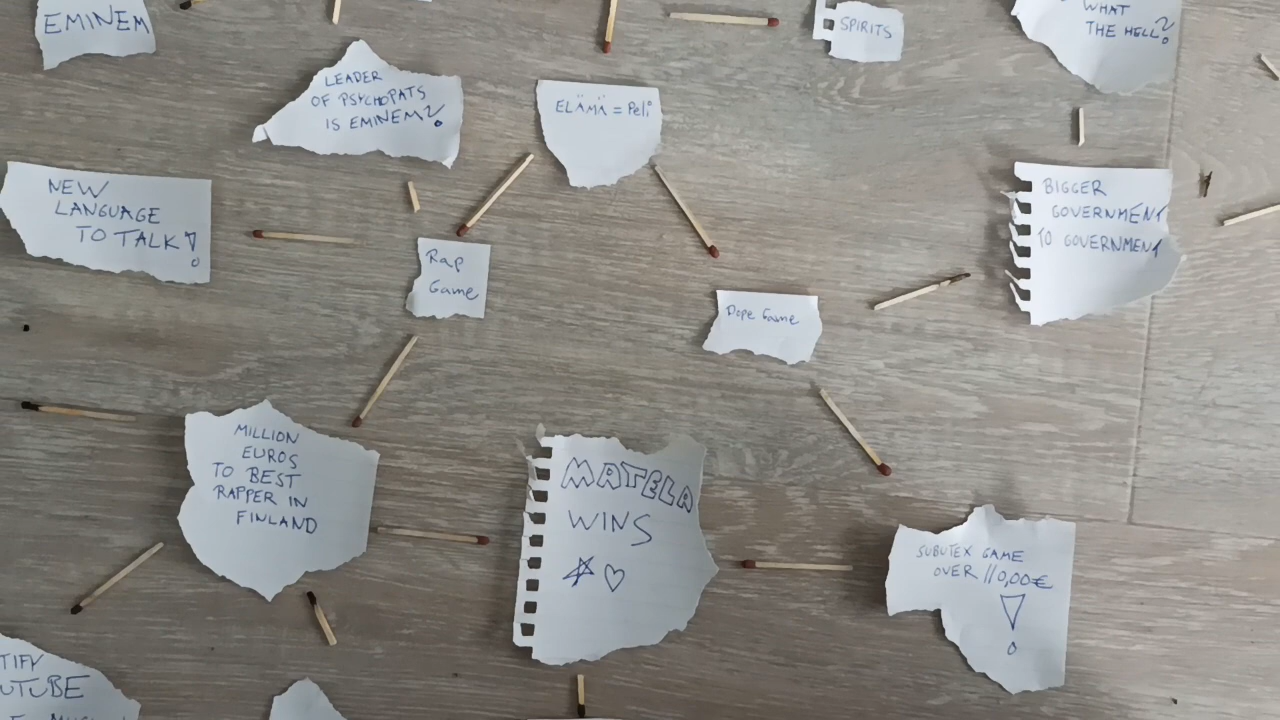 EMINEM
SPIRITS
WHAT
THE HELL?
LEADER
OF PSYCHOPATS
IS EMINEM?
ELÄMÄ = Peli
NEW
LANGUAGE
TO TALK!
BIGGER
GOVERNMENT
TO GOVERNMENT
Rap
Game
Dope Game
MILLION
EUROS
TO BEST
RAPPER IN
FINLAND
MATELA
WINS
SUBUTEX GAME
OVER 110,00€
!
TIFY
UTUBE